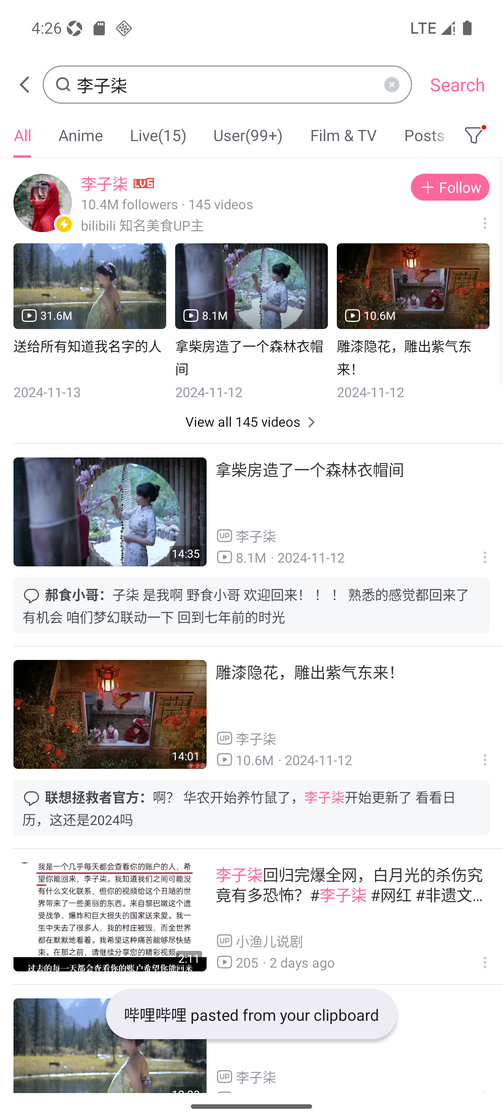 4:26
LTE
李子柒
Search
All
Anime
Live(15)
User(99+)
Film & TV
Posts
李子柒 LV6
+ Follow
10.4M followers · 145 videos
bilibili 知名美食UP主
31.6M
8.1M
10.6M
送给所有知道我名字的人
拿柴房造了一个森林衣帽
间
雕漆隐花，雕出紫气东
来！
2024-11-13
2024-11-12
2024-11-12
View all 145 videos
14:35
拿柴房造了一个森林衣帽间
UP 李子柒
8.1M · 2024-11-12
郝食小哥：子柒 是我啊 野食小哥 欢迎回来！ ！ ！ 熟悉的感觉都回来了
有机会 咱们梦幻联动一下 回到七年前的时光
14:01
雕漆隐花，雕出紫气东来！
UP 李子柒
10.6M · 2024-11-12
联想拯救者官方：啊？ 华农开始养竹鼠了，李子柒开始更新了 看看日
历，这还是2024吗
我是一个几乎每天都会查看你的账户的人，希
望你能回来，李子柒。我知道我们之间可能没
有什么文化联系，但你的视频给这个丑陋的世
界带来了一些美丽的东西。来自黎巴嫩这个遭
受战争、爆炸和巨大损失的国家送来爱。我一
生中失去了很多人，我的村庄被毁，而全世界
都在默默地看着。我希望这种痛苦能够尽快结
束。在那之前，请继续分享您的精彩视频。
2:11
过去的每一天都会查看你的账户希望你能回来
李子柒回归完爆全网，白月光的杀伤究
竟有多恐怖？#李子柒 #网红 #非遗文...
UP 小渔儿说剧
205 · 2 days ago
哔哩哔哩 pasted from your clipboard
UP 李子柒